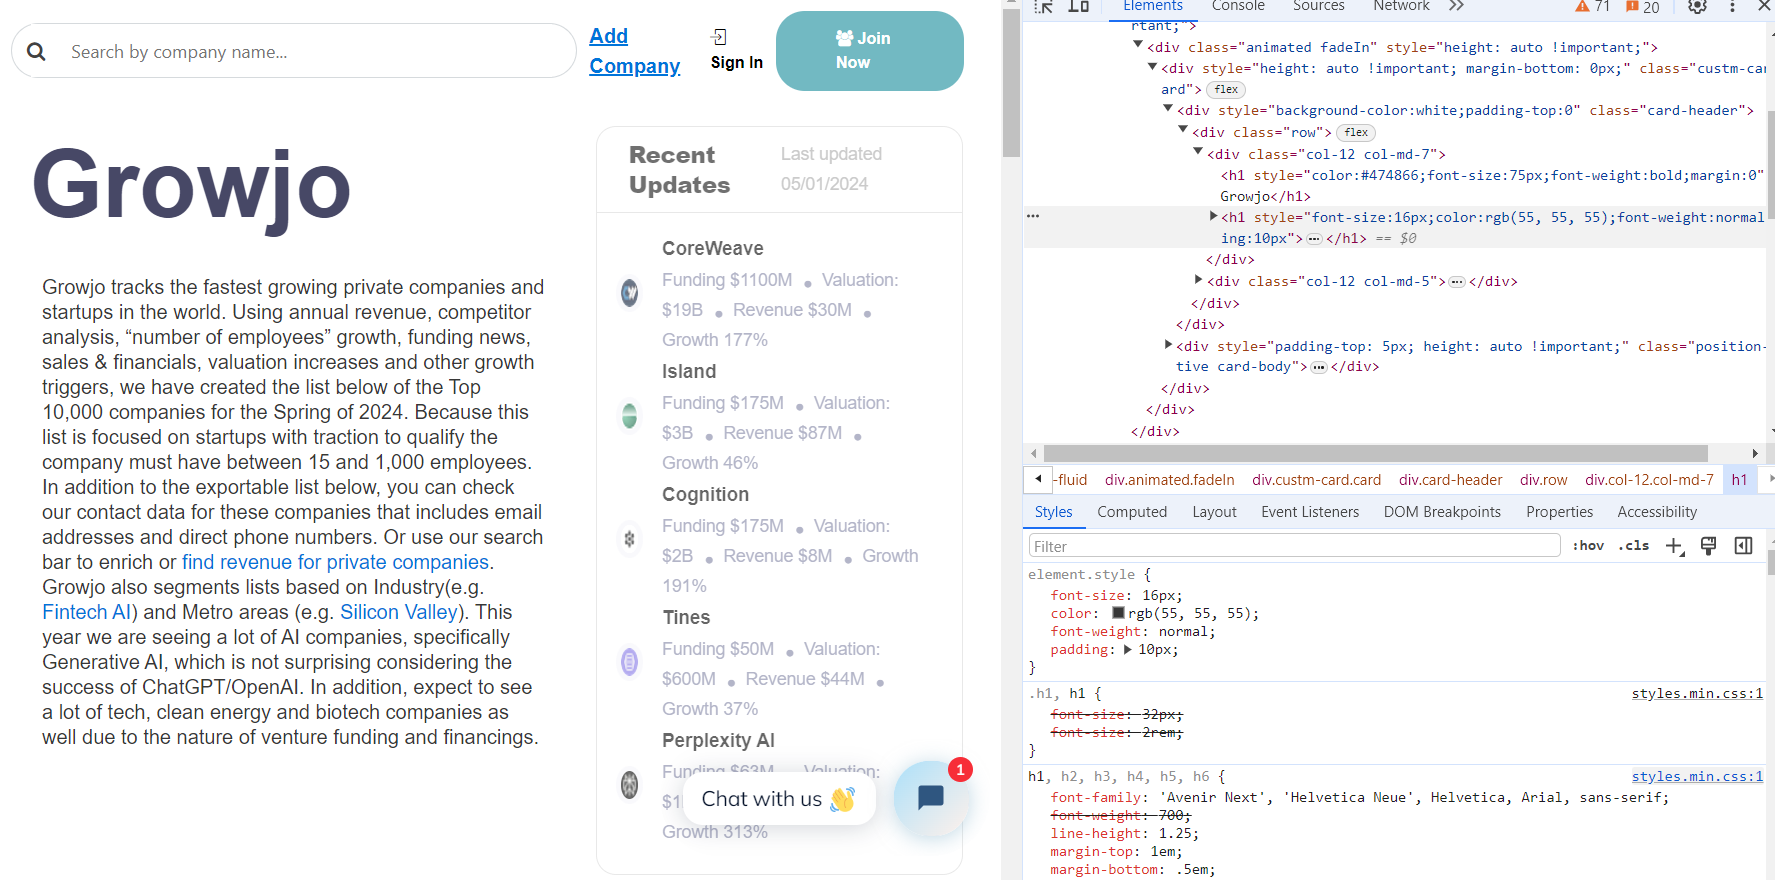 Search by company name...
Add
Company
Sign In
Join
Now
Growjo
Growjo tracks the fastest growing private companies and
startups in the world. Using annual revenue, competitor
analysis, “number of employees” growth, funding news,
sales & financials, valuation increases and other growth
triggers, we have created the list below of the Top
10,000 companies for the Spring of 2024. Because this
list is focused on startups with traction to qualify the
company must have between 15 and 1,000 employees.
In addition to the exportable list below, you can check
our contact data for these companies that includes email
addresses and direct phone numbers. Or use our search
bar to enrich or find revenue for private companies.
Growjo also segments lists based on Industry(e.g.
Fintech AI) and Metro areas (e.g. Silicon Valley). This
year we are seeing a lot of AI companies, specifically
Generative AI, which is not surprising considering the
success of ChatGPT/OpenAI. In addition, expect to see
a lot of tech, clean energy and biotech companies as
well due to the nature of venture funding and financings.
Recent
Updates
Last updated
05/01/2024
CoreWeave
Funding $1100M ● Valuation:
$19B ● Revenue $30M ●
Growth 177%
Island
Funding $175M ● Valuation:
$3B ● Revenue $87M ●
Growth 46%
Cognition
Funding $175M ● Valuation:
$2B ● Revenue $8M ● Growth
191%
Tines
Funding $50M ● Valuation:
$600M ● Revenue $44M ●
Growth 37%
Perplexity AI
Funding $63M Valuation:
Growth 313%
Chat with us 👋
1
Elements Console Sources Network 71 20
rtant;">
<div class="animated fadeIn" style="height: auto !important;">
<div style="height: auto !important; margin-bottom: 0px;" class="custm-car
ard"> flex
<div style="background-color:white;padding-top:0" class="card-header">
<div class="row"> flex
<div class="col-12 col-md-7">
<h1 style="color:#474866;font-size:75px;font-weight:bold;margin:0"
Growjo</h1>
<h1 style="font-size:16px;color:rgb(55, 55, 55);font-weight:normal
ing:10px">…</h1> == $0
</div>
<div class="col-12 col-md-5">…</div>
</div>
</div>
<div style="padding-top: 5px; height: auto !important;" class="position-
tive card-body">…</div>
</div>
</div>
</div>
-fluid div.animated.fadeIn div.custm-card.card div.card-header div.row div.col-12.col-md-7 h1
Styles Computed Layout Event Listeners DOM Breakpoints Properties Accessibility
Filter :hov .cls
element.style {
font-size: 16px;
color: rgb(55, 55, 55);
font-weight: normal;
padding: 10px;
}
.h1, h1 { styles.min.css:1
font-size: 32px;
font-size: 2rem;
}
h1, h2, h3, h4, h5, h6 { styles.min.css:1
font-family: 'Avenir Next', 'Helvetica Neue', Helvetica, Arial, sans-serif;
font-weight: 700;
line-height: 1.25;
margin-top: 1em;
margin-bottom: .5em;